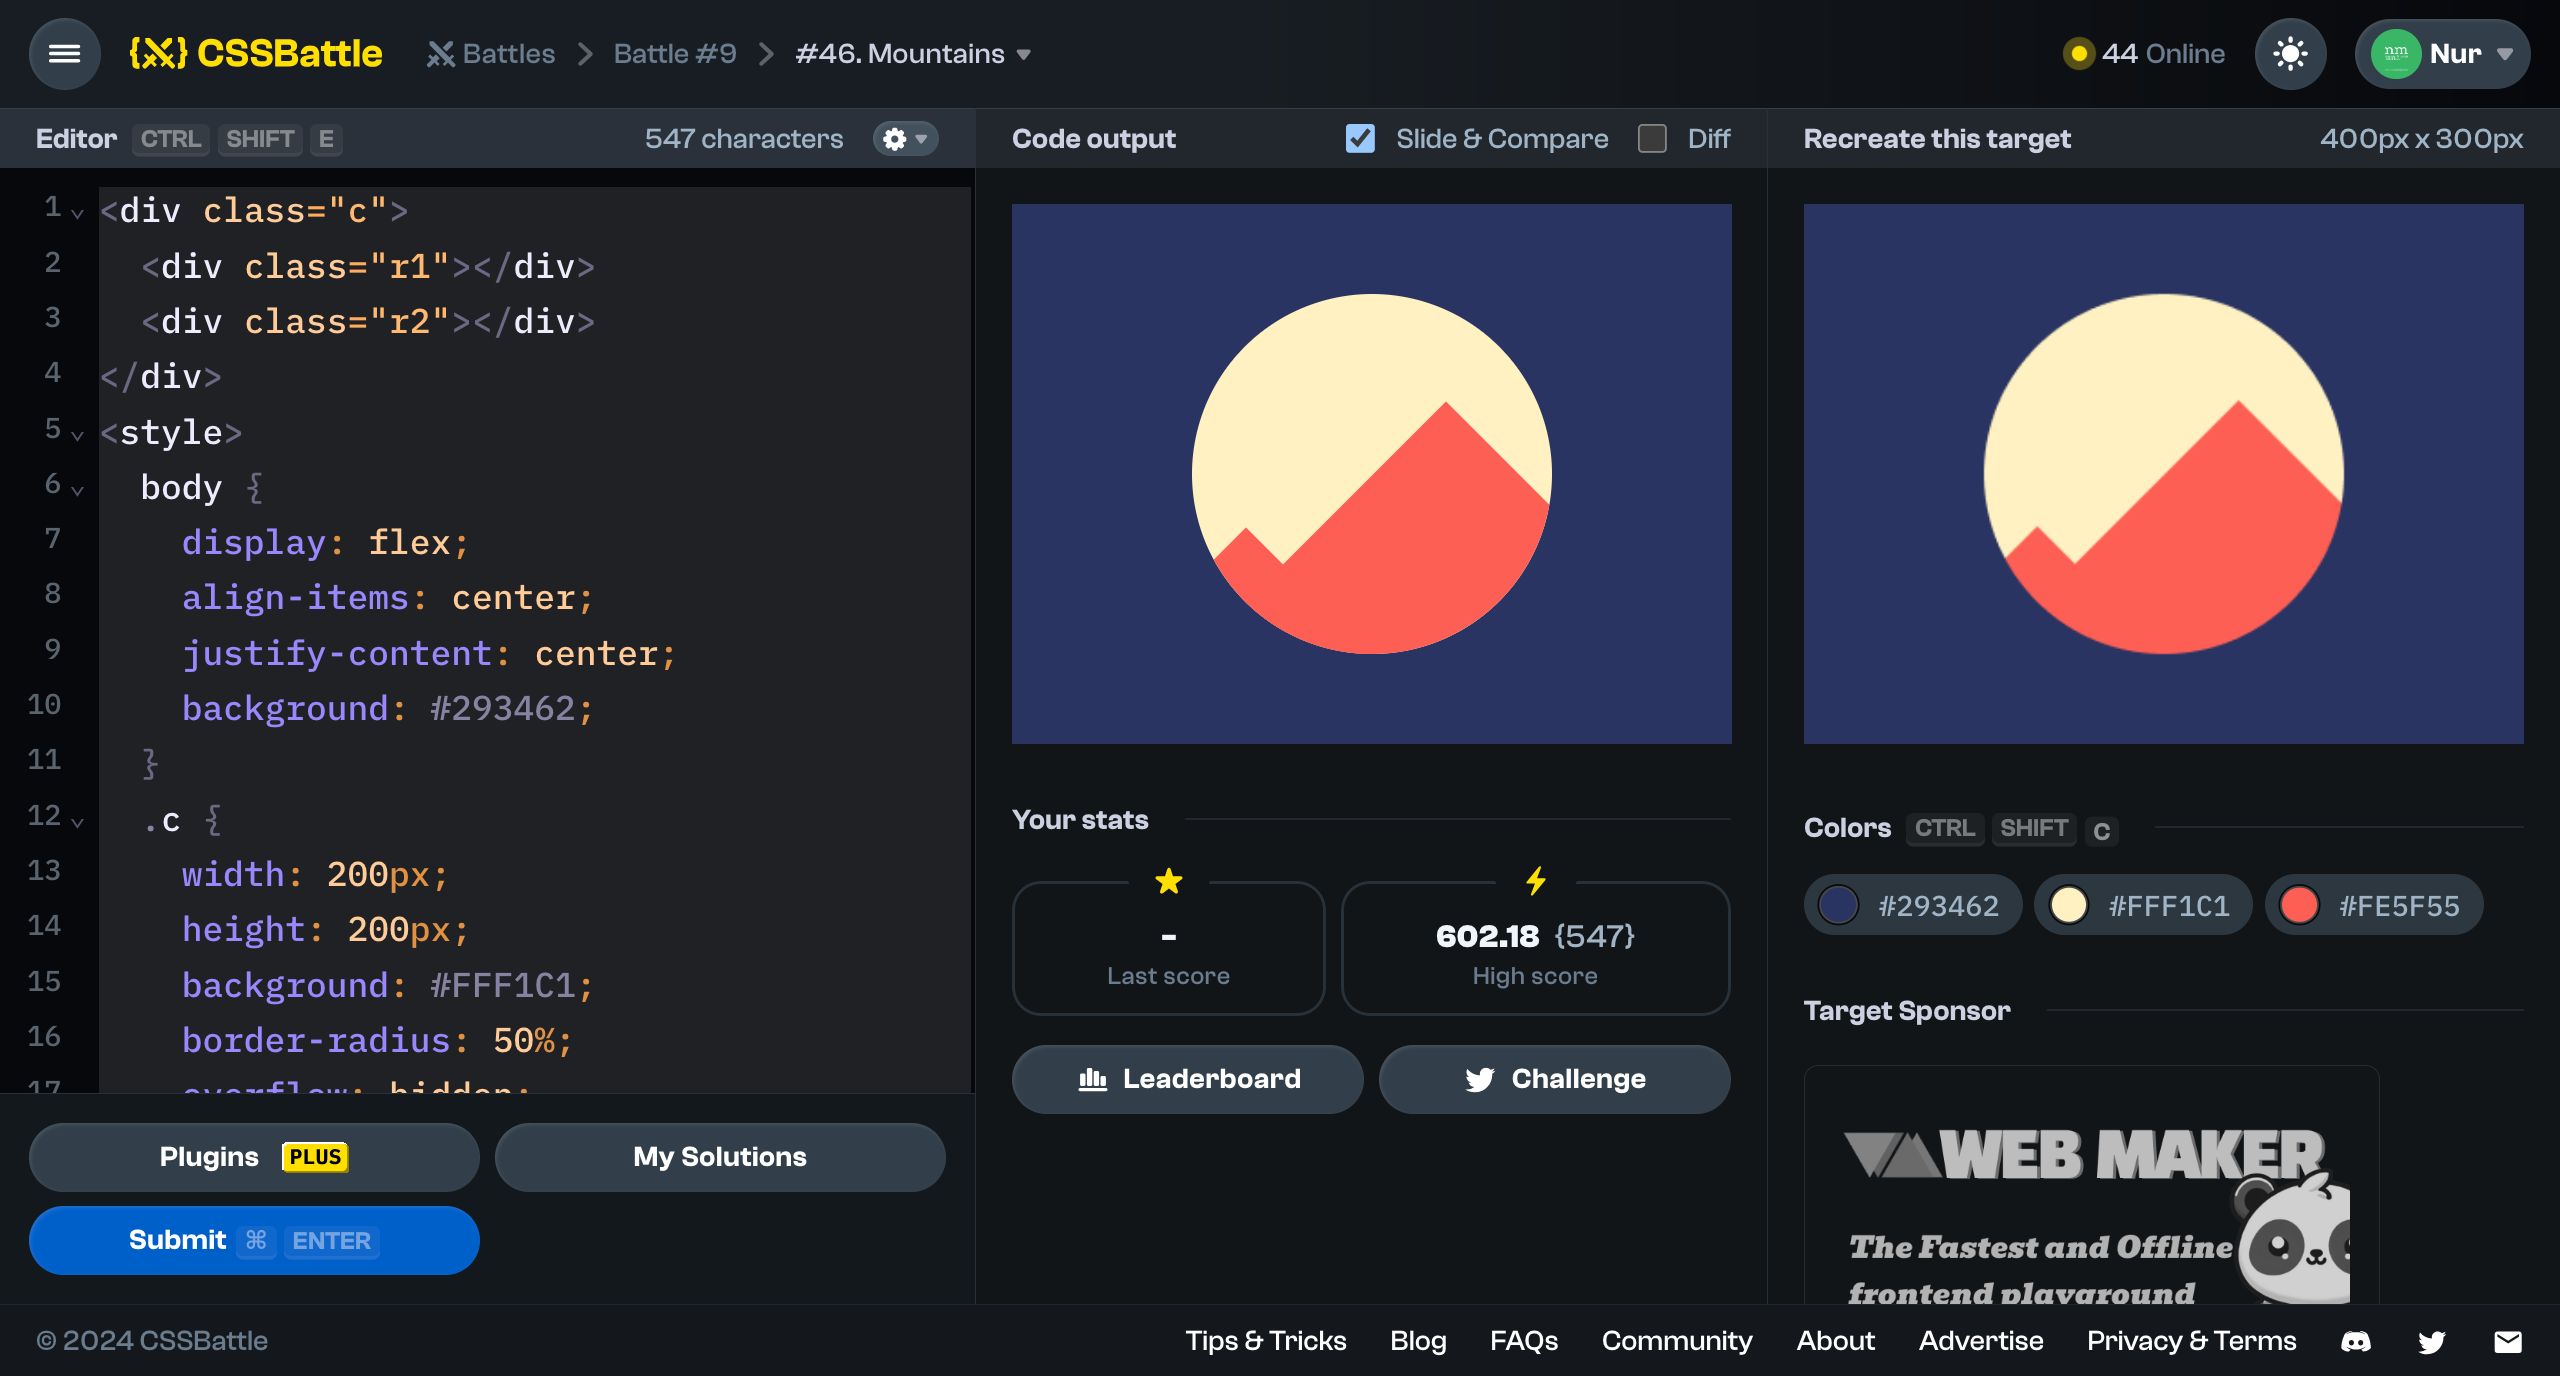 {X} CSSBattle
Battles > Battle #9 > #46. Mountains
44 Online
nm
Nur
Editor CTRL SHIFT E
547 characters
1 <div class="c">
2 <div class="r1"></div>
3 <div class="r2"></div>
4 </div>
5 <style>
6 body {
7 display: flex;
8 align-items: center;
9 justify-content: center;
10 background: #293462;
11 }
12 .c {
13 width: 200px;
14 height: 200px;
15 background: #FFF1C1;
16 border-radius: 50%;
17 overflow: hidden;
Plugins PLUS
My Solutions
Submit ⌘ ENTER
Code output
Slide & Compare
Diff
Your stats
-
Last score
602.18 {547}
High score
Leaderboard
Challenge
Recreate this target
400px x 300px
Colors CTRL SHIFT C
#293462
#FFF1C1
#FE5F55
Target Sponsor
WEB MAKER
The Fastest and Offline
frontend playground
© 2024 CSSBattle
Tips & Tricks
Blog
FAQs
Community
About
Advertise
Privacy & Terms